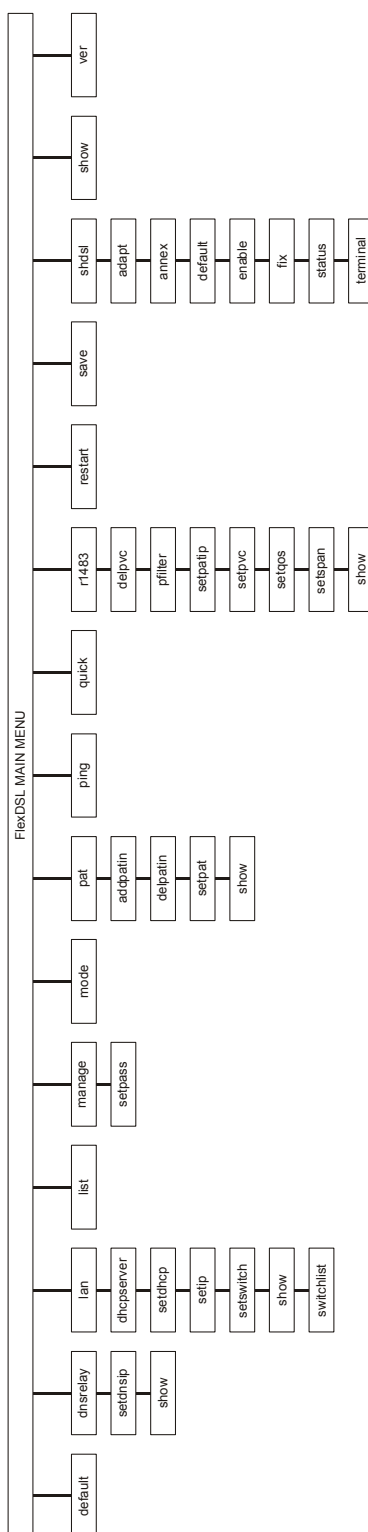 FlexDSL MAIN MENU
default
dnsrelay
setdnsip
show
lan
dhcpserver
setdhcp
setip
setswitch
show
switchlist
list
manage
setpass
mode
pat
addpatin
delpatin
setpat
show
ping
quick
r1483
delpvc
pfilter
setpatip
setpvc
setqos
setspan
show
restart
save
shdsl
adapt
annex
default
enable
fix
status
terminal
show
ver